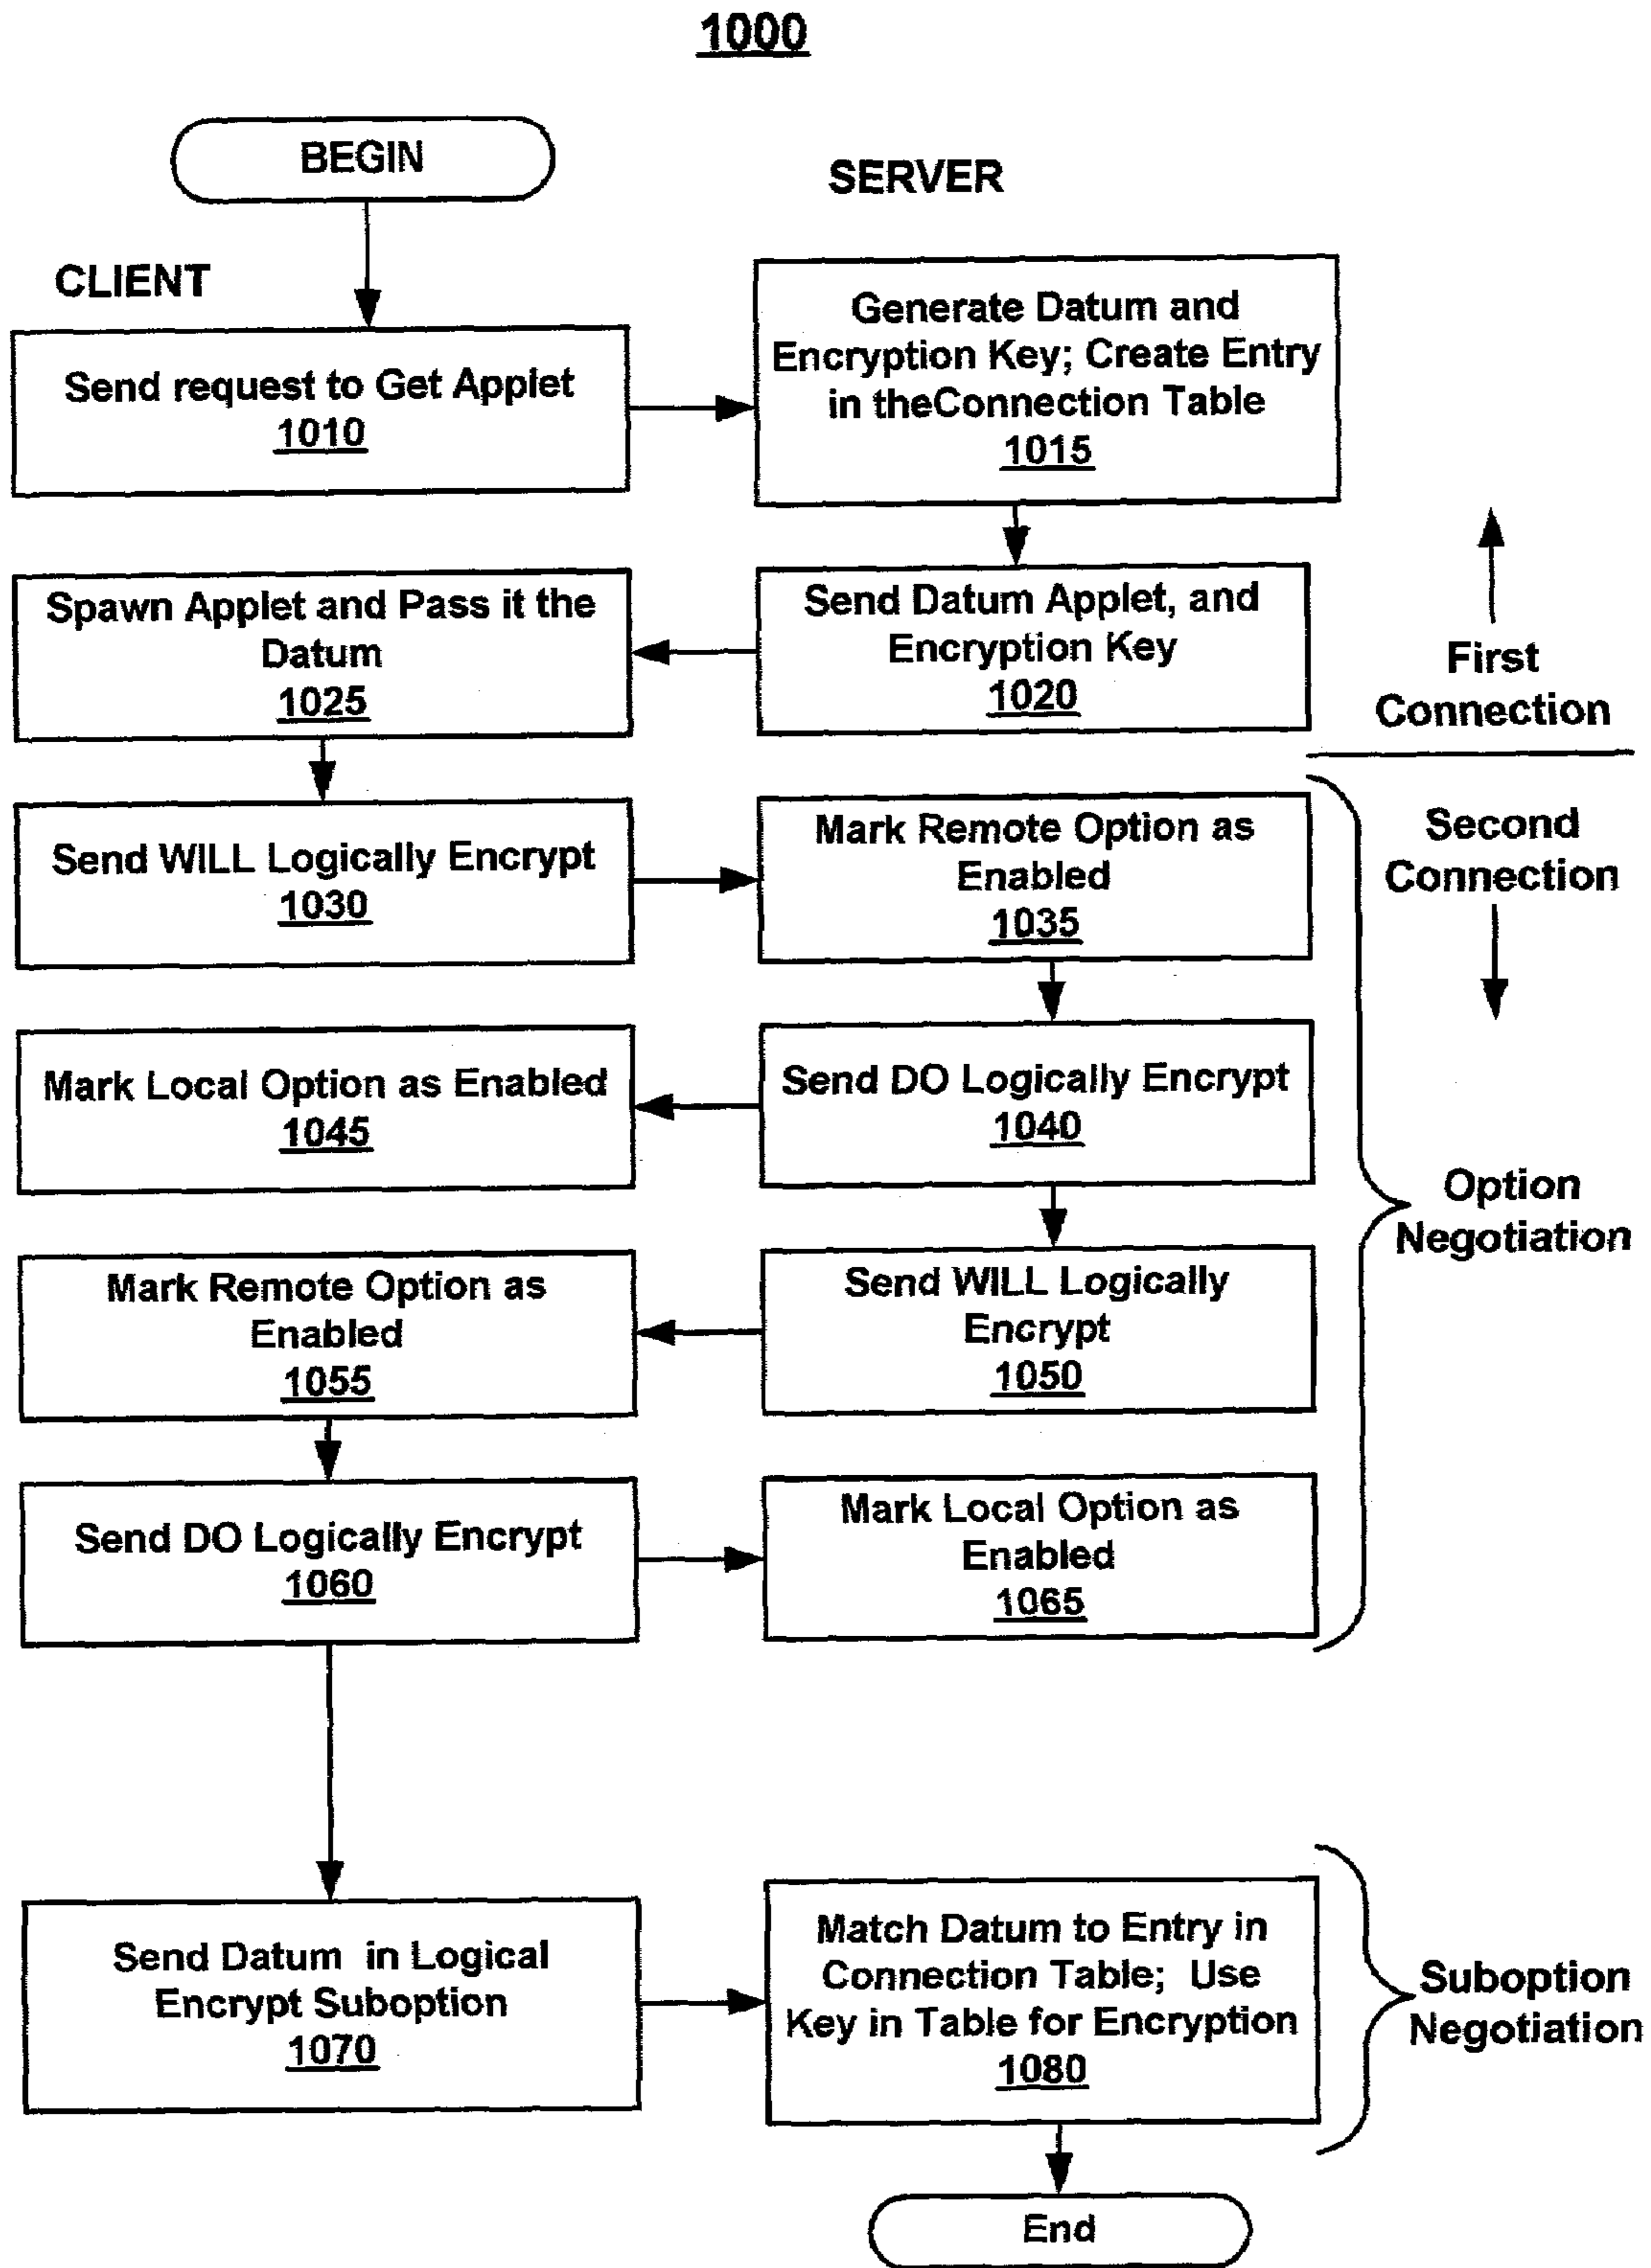 1000
BEGIN
SERVER
CLIENT
Send request to Get Applet
1010
Generate Datum and
Encryption Key; Create Entry
in theConnection Table
1015
Spawn Applet and Pass it the
Datum
1025
Send Datum Applet, and
Encryption Key
1020
First
Connection
Send WILL Logically Encrypt
1030
Mark Remote Option as
Enabled
1035
Second
Connection
Mark Local Option as Enabled
1045
Send DO Logically Encrypt
1040
Option
Negotiation
Mark Remote Option as
Enabled
1055
Send WILL Logically
Encrypt
1050
Send DO Logically Encrypt
1060
Mark Local Option as
Enabled
1065
Send Datum in Logical
Encrypt Suboption
1070
Match Datum to Entry in
Connection Table; Use
Key in Table for Encryption
1080
Suboption
Negotiation
End